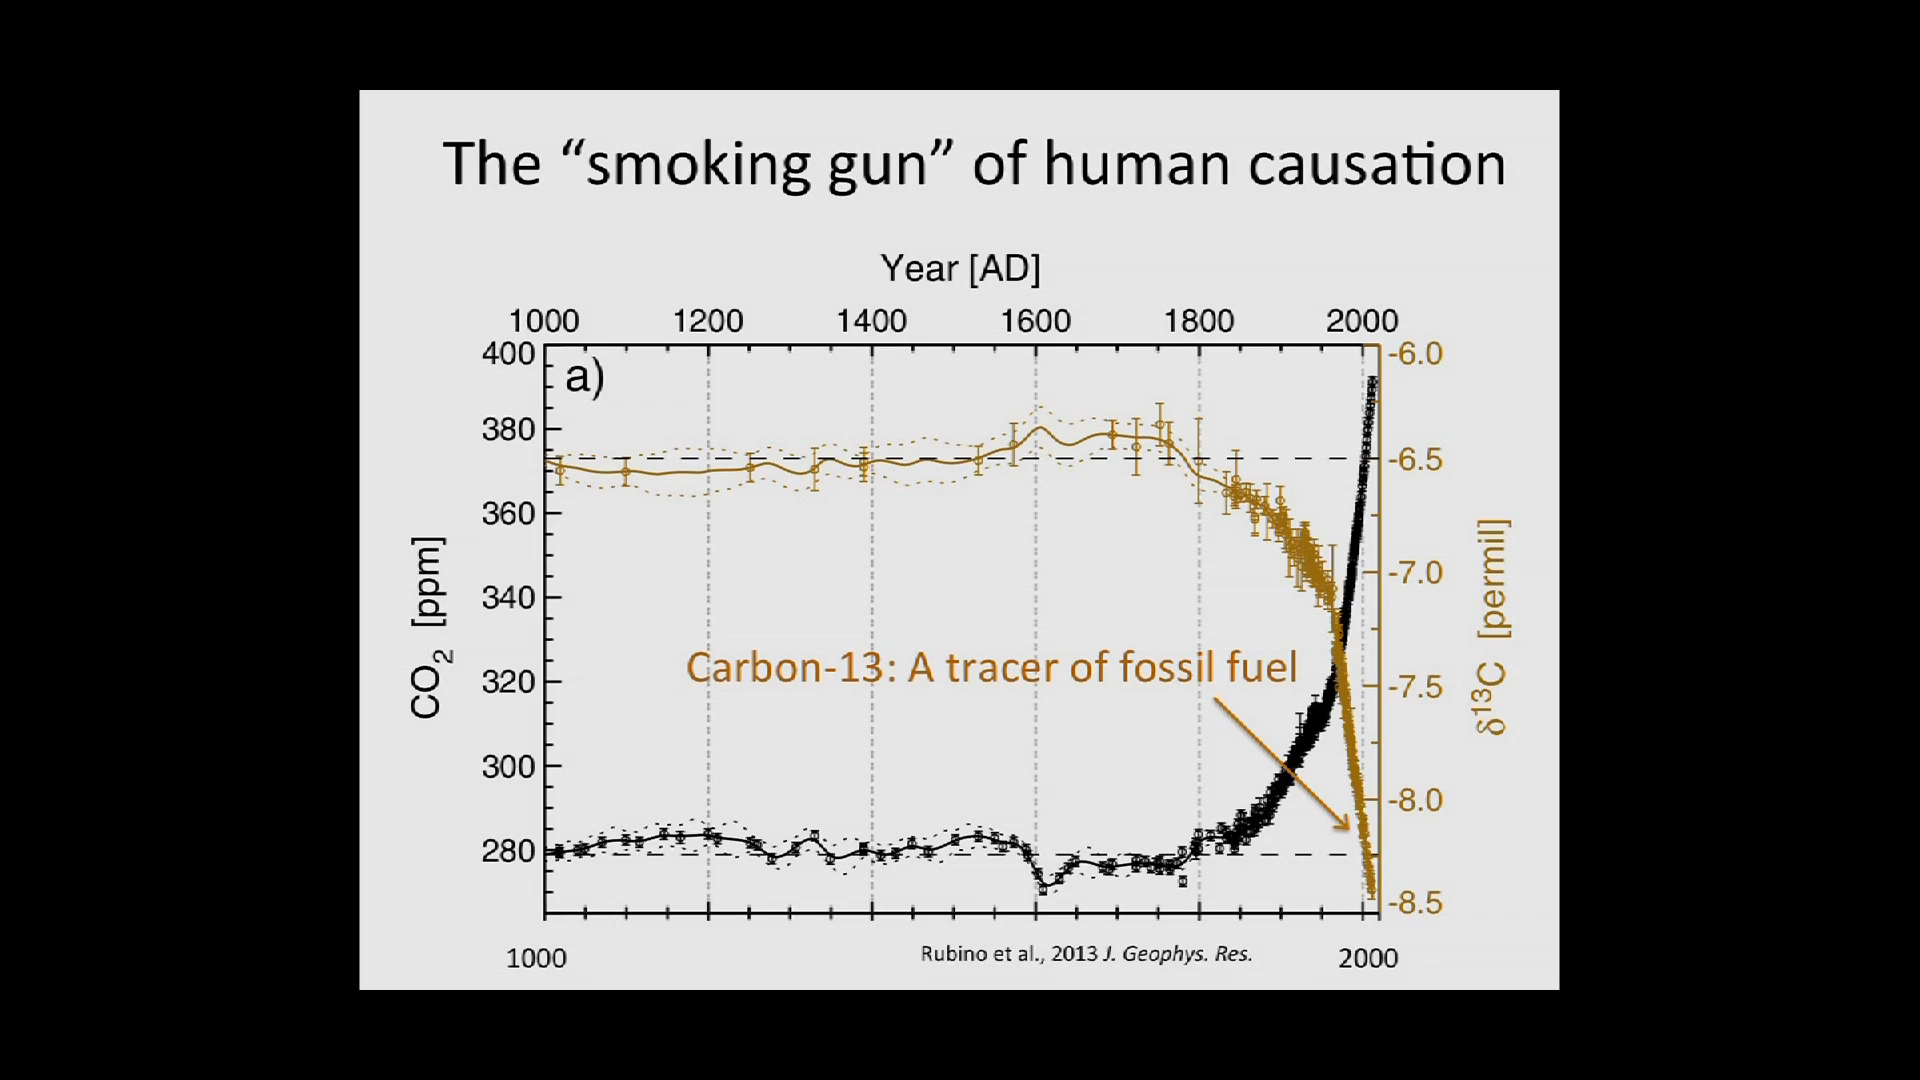 The “smoking gun” of human causation
Year [AD]
1000 1200 1400 1600 1800 2000
a)
400
380
360
340
320
300
280
CO2 [ppm]
-6.0
-6.5
-7.0
-7.5
-8.0
-8.5
δ13C [permil]
Carbon-13: A tracer of fossil fuel
1000
Rubino et al., 2013 J. Geophys. Res.
2000